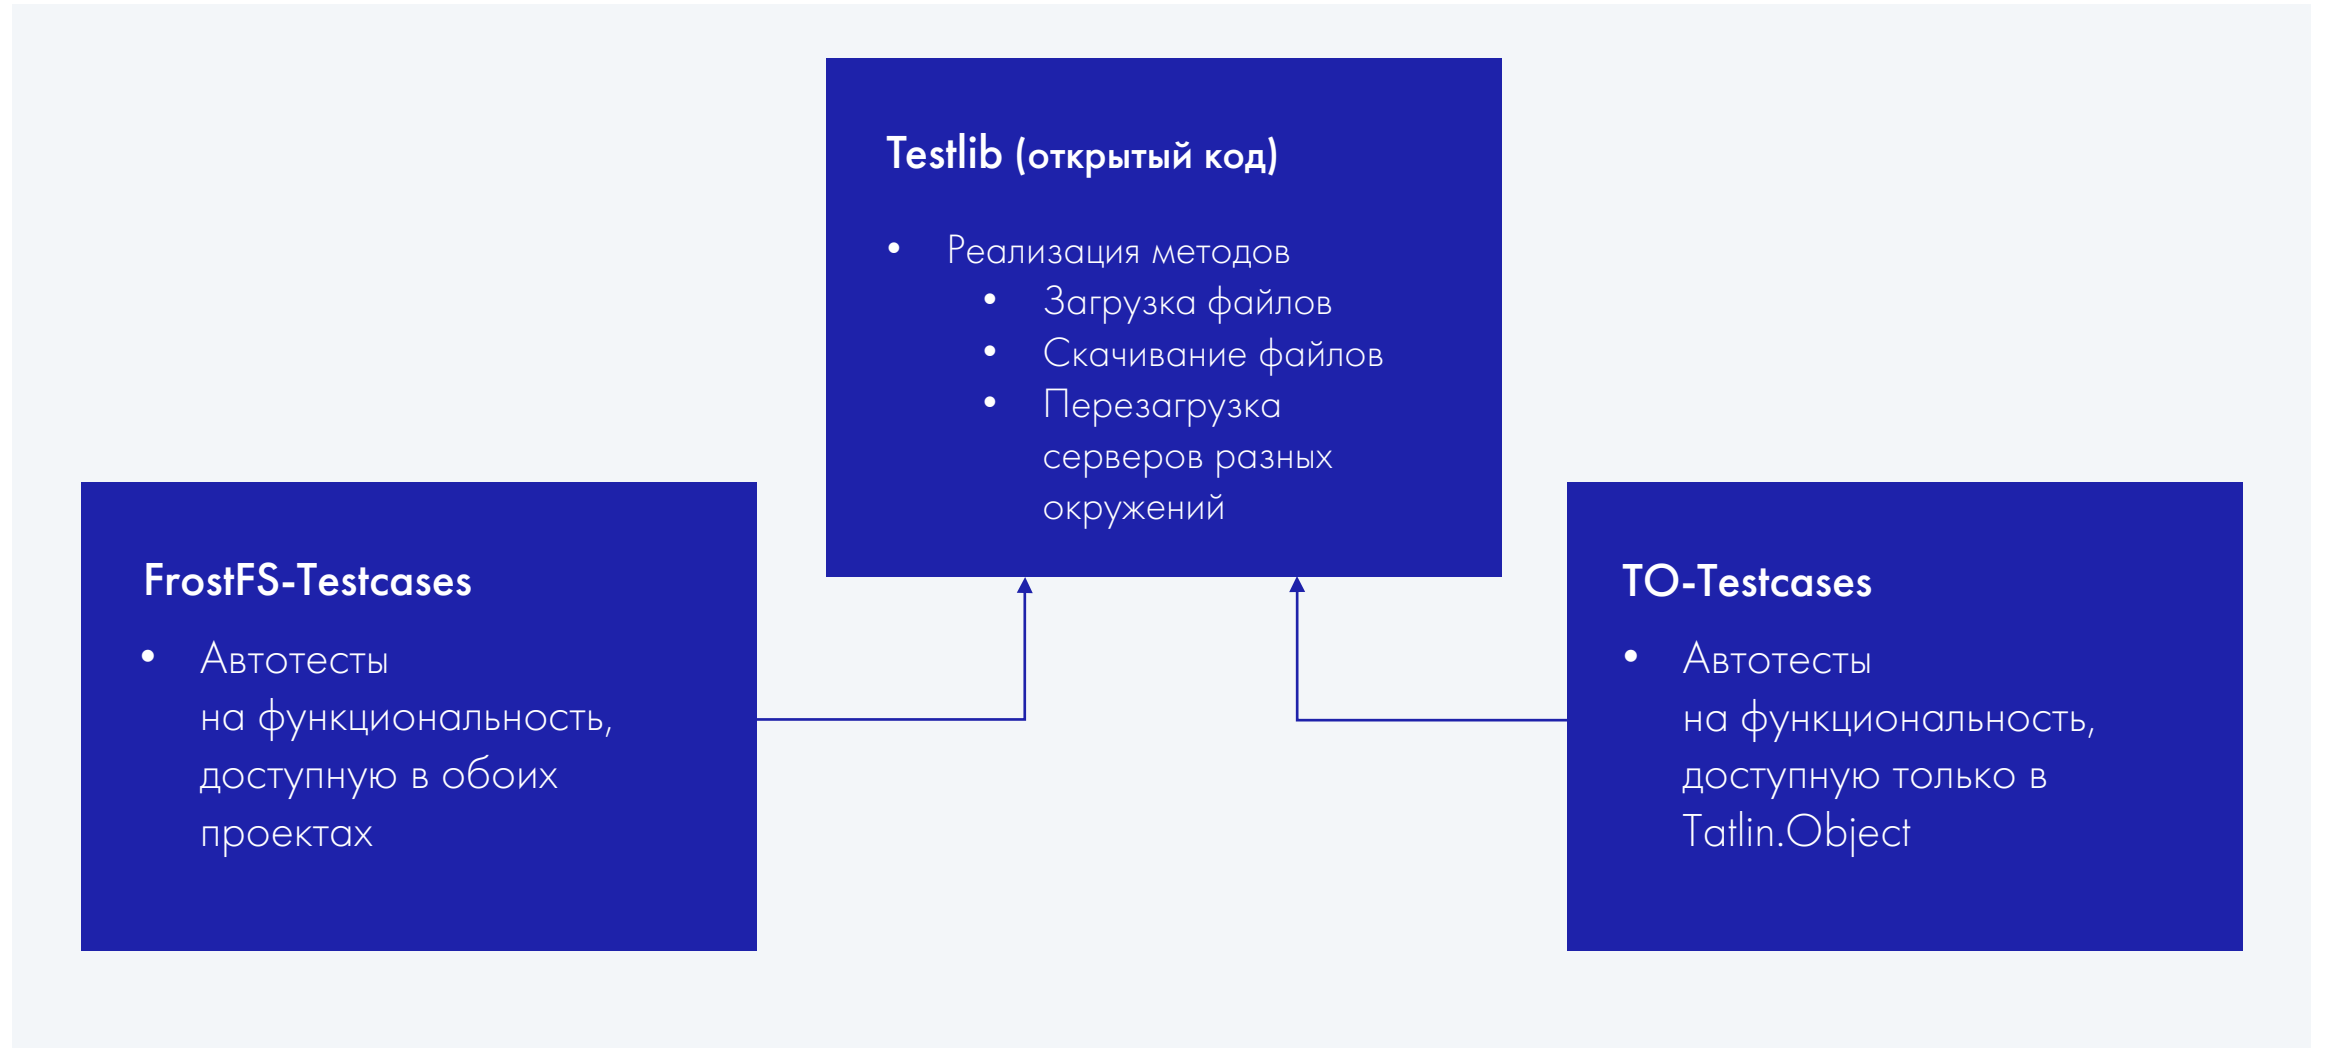 Testlib (открытый код)
• Реализация методов
• Загрузка файлов
• Скачивание файлов
• Перезагрузка
серверов разных
окружений
FrostFS-Testcases
• Автотесты
на функциональность,
доступную в обоих
проектах
TO-Testcases
• Автотесты
на функциональность,
доступную только в
Tatlin.Object